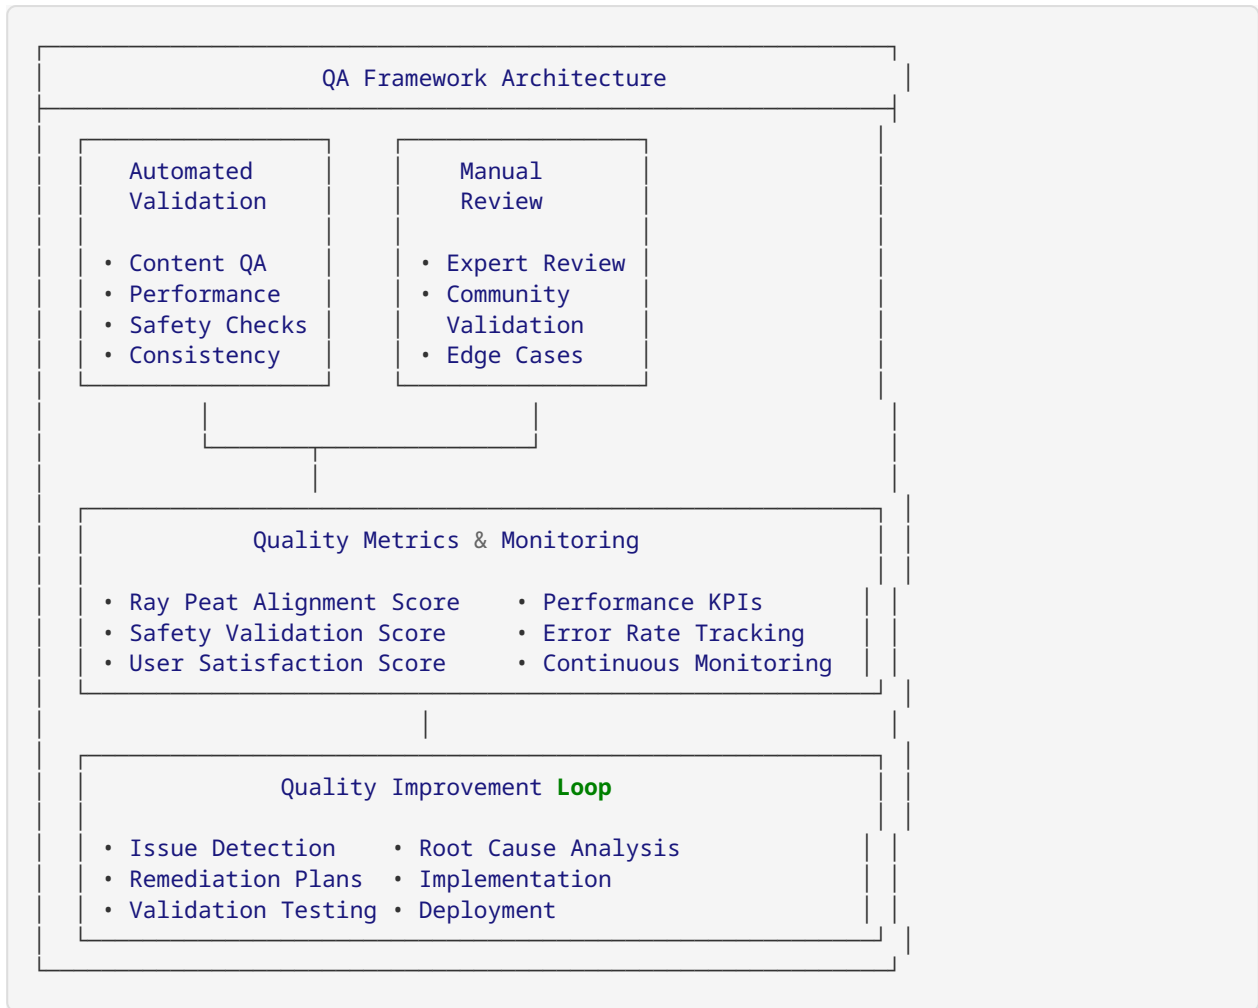 QA Framework Architecture
Automated
Validation
• Content QA
• Performance
• Safety Checks
• Consistency
Manual
Review
• Expert Review
• Community
Validation
• Edge Cases
Quality Metrics & Monitoring
• Ray Peat Alignment Score • Performance KPIs
• Safety Validation Score • Error Rate Tracking
• User Satisfaction Score • Continuous Monitoring
Quality Improvement Loop
• Issue Detection • Root Cause Analysis
• Remediation Plans • Implementation
• Validation Testing • Deployment